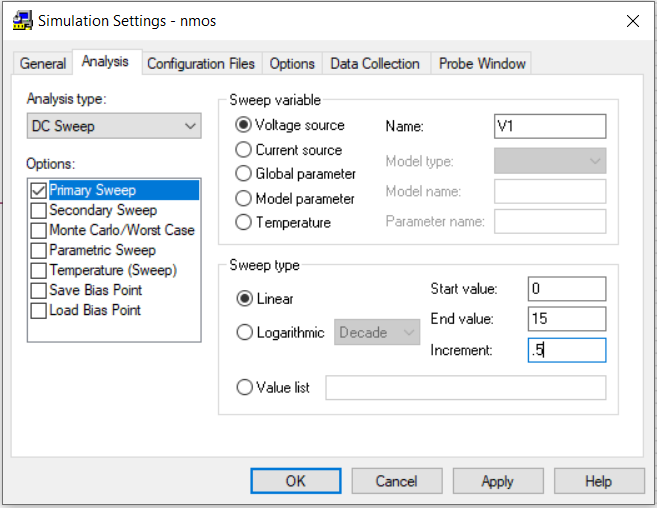 Simulation Settings - nmos
General Analysis Configuration Files Options Data Collection Probe Window
Analysis type:
DC Sweep
Options:
Primary Sweep
Secondary Sweep
Monte Carlo/Worst Case
Parametric Sweep
Temperature (Sweep)
Save Bias Point
Load Bias Point
Sweep variable
Voltage source
Current source
Global parameter
Model parameter
Temperature
Name: V1
Model type:
Model name:
Parameter name:
Sweep type
Linear
Logarithmic Decade
Value list
Start value: 0
End value: 15
Increment: .5
OK Cancel Apply Help